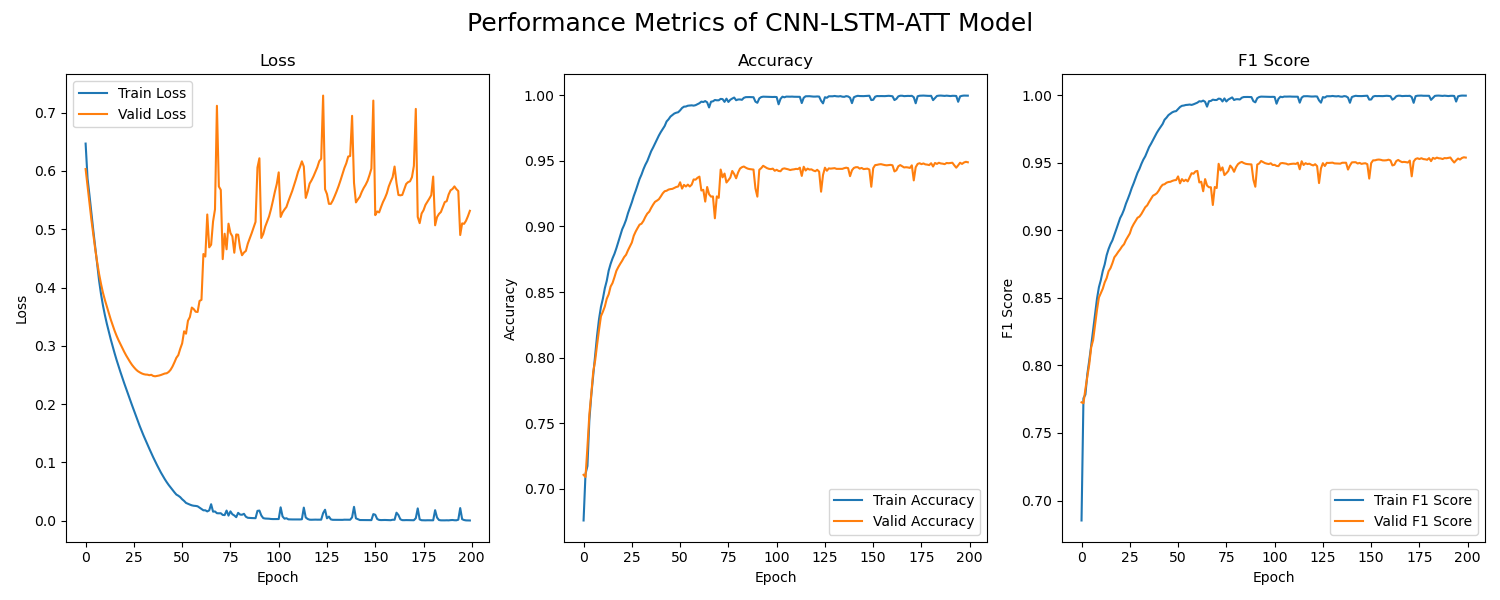 Performance Metrics of CNN-LSTM-ATT Model
Loss
Train Loss
Valid Loss
0.7
0.6
0.5
0.4
0.3
0.2
0.1
0.0
Loss
0 25 50 75 100 125 150 175 200
Epoch
Accuracy
1.00
0.95
0.90
0.85
0.80
0.75
0.70
Accuracy
Train Accuracy
Valid Accuracy
0 25 50 75 100 125 150 175 200
Epoch
F1 Score
1.00
0.95
0.90
0.85
0.80
0.75
0.70
F1 Score
Train F1 Score
Valid F1 Score
0 25 50 75 100 125 150 175 200
Epoch